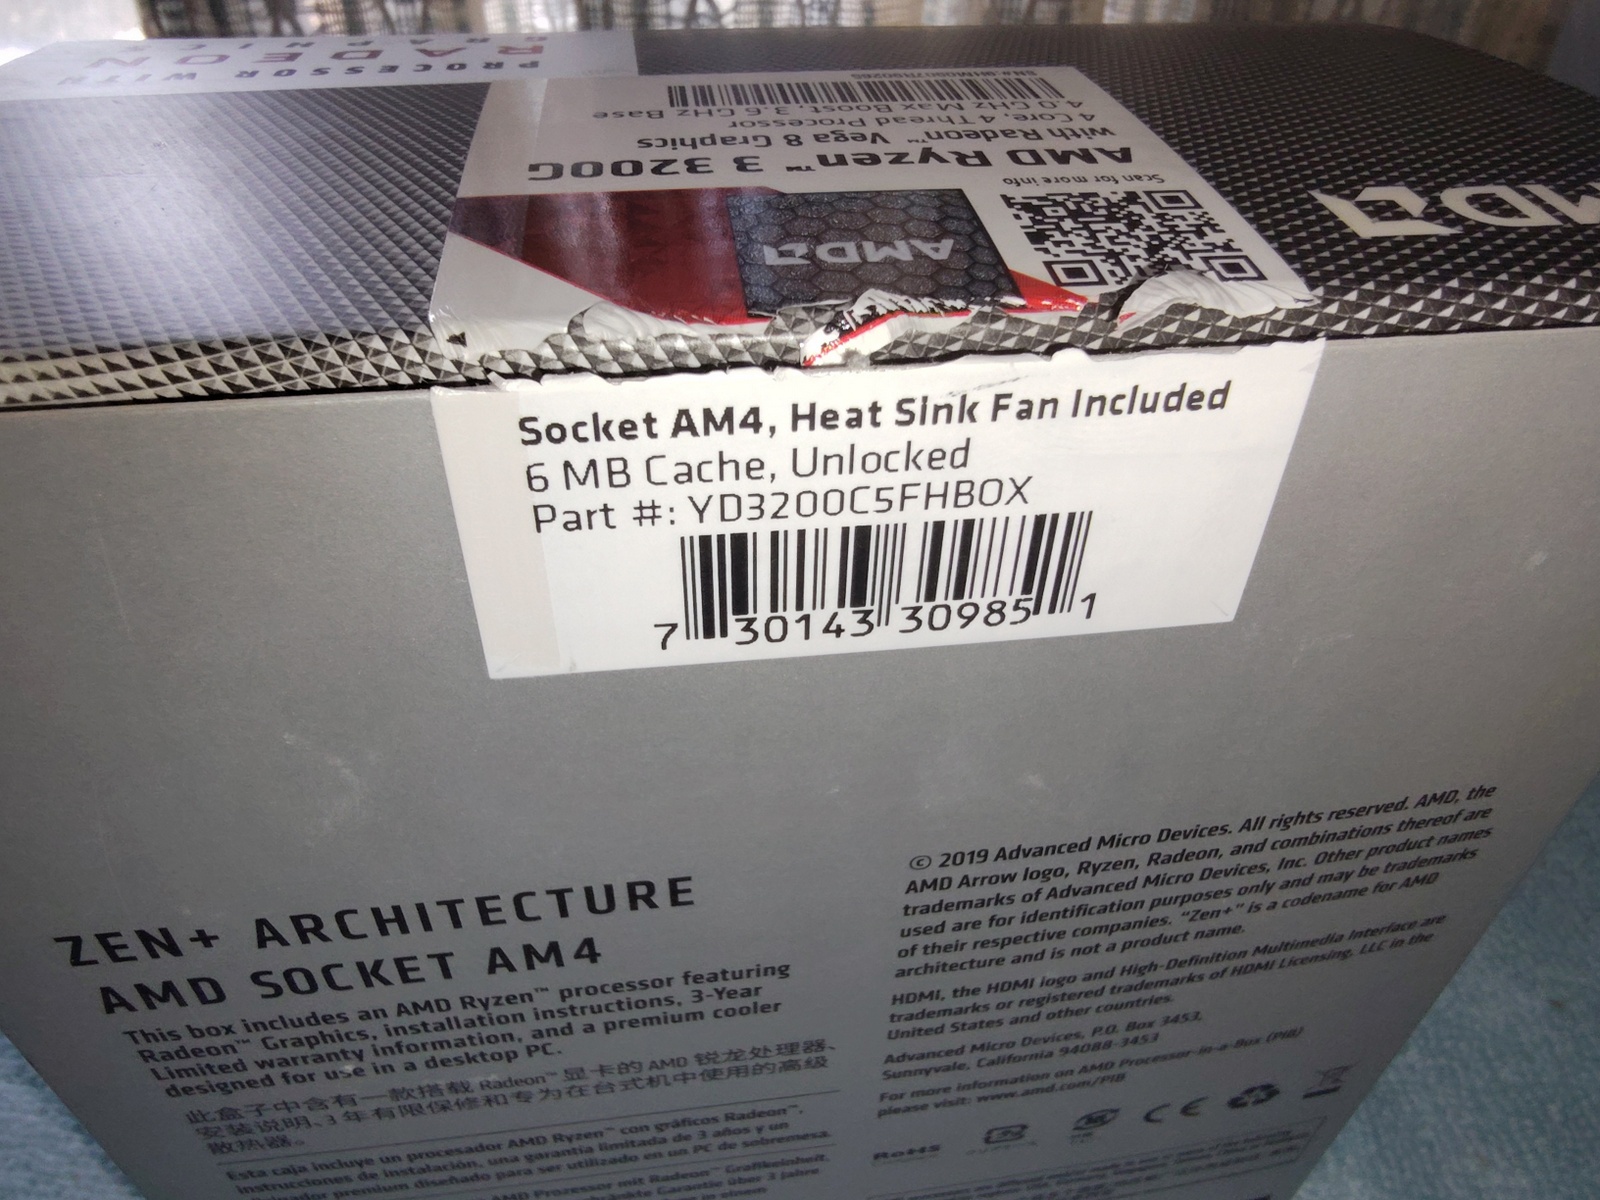 PROCESSOR WITH
RADEON
GRAPHICS
4.0 GHz Max Boost, 3.6 GHz Base
4 Core, 4 Thread Processor
with Radeon™ Vega 8 Graphics
AMD Ryzen™ 3 3200G
Scan for more info
AMD
AMD
Socket AM4, Heat Sink Fan Included
6 MB Cache, Unlocked
Part #: YD3200C5FHBOX
7 30143 30985 1
ZEN+ ARCHITECTURE
AMD SOCKET AM4
This box includes an AMD Ryzen™ processor featuring
Radeon™ Graphics, installation instructions, 3-Year
Limited warranty information, and a premium cooler
designed for use in a desktop PC.
此盒子中含有一款搭载 Radeon™ 显卡的 AMD 锐龙处理器、
安装说明、3 年有限保修和专为在台式机中使用的高级
散热器。
Esta caja incluye un procesador AMD Ryzen™ con gráficos Radeon™,
instrucciones de instalación, una garantía limitada de 3 años y un
premium diseñado para ser utilizado en un PC de sobremesa.
AMD Prozessor mit Radeon™ Grafikeinheit,
Garantie über 3 Jahre
© 2019 Advanced Micro Devices. All rights reserved. AMD, the
AMD Arrow logo, Ryzen, Radeon, and combinations thereof are
trademarks of Advanced Micro Devices, Inc. Other product names
used are for identification purposes only and may be trademarks
of their respective companies. “Zen+” is a codename for AMD
architecture and is not a product name.
HDMI, the HDMI logo and High-Definition Multimedia Interface are
trademarks or registered trademarks of HDMI Licensing, LLC in the
United States and other countries.
Advanced Micro Devices, P.O. Box 3453,
Sunnyvale, California 94088-3453
For more information on AMD Processor-in-a-Box (PIB)
please visit: www.amd.com/PIB
RoHS
CE